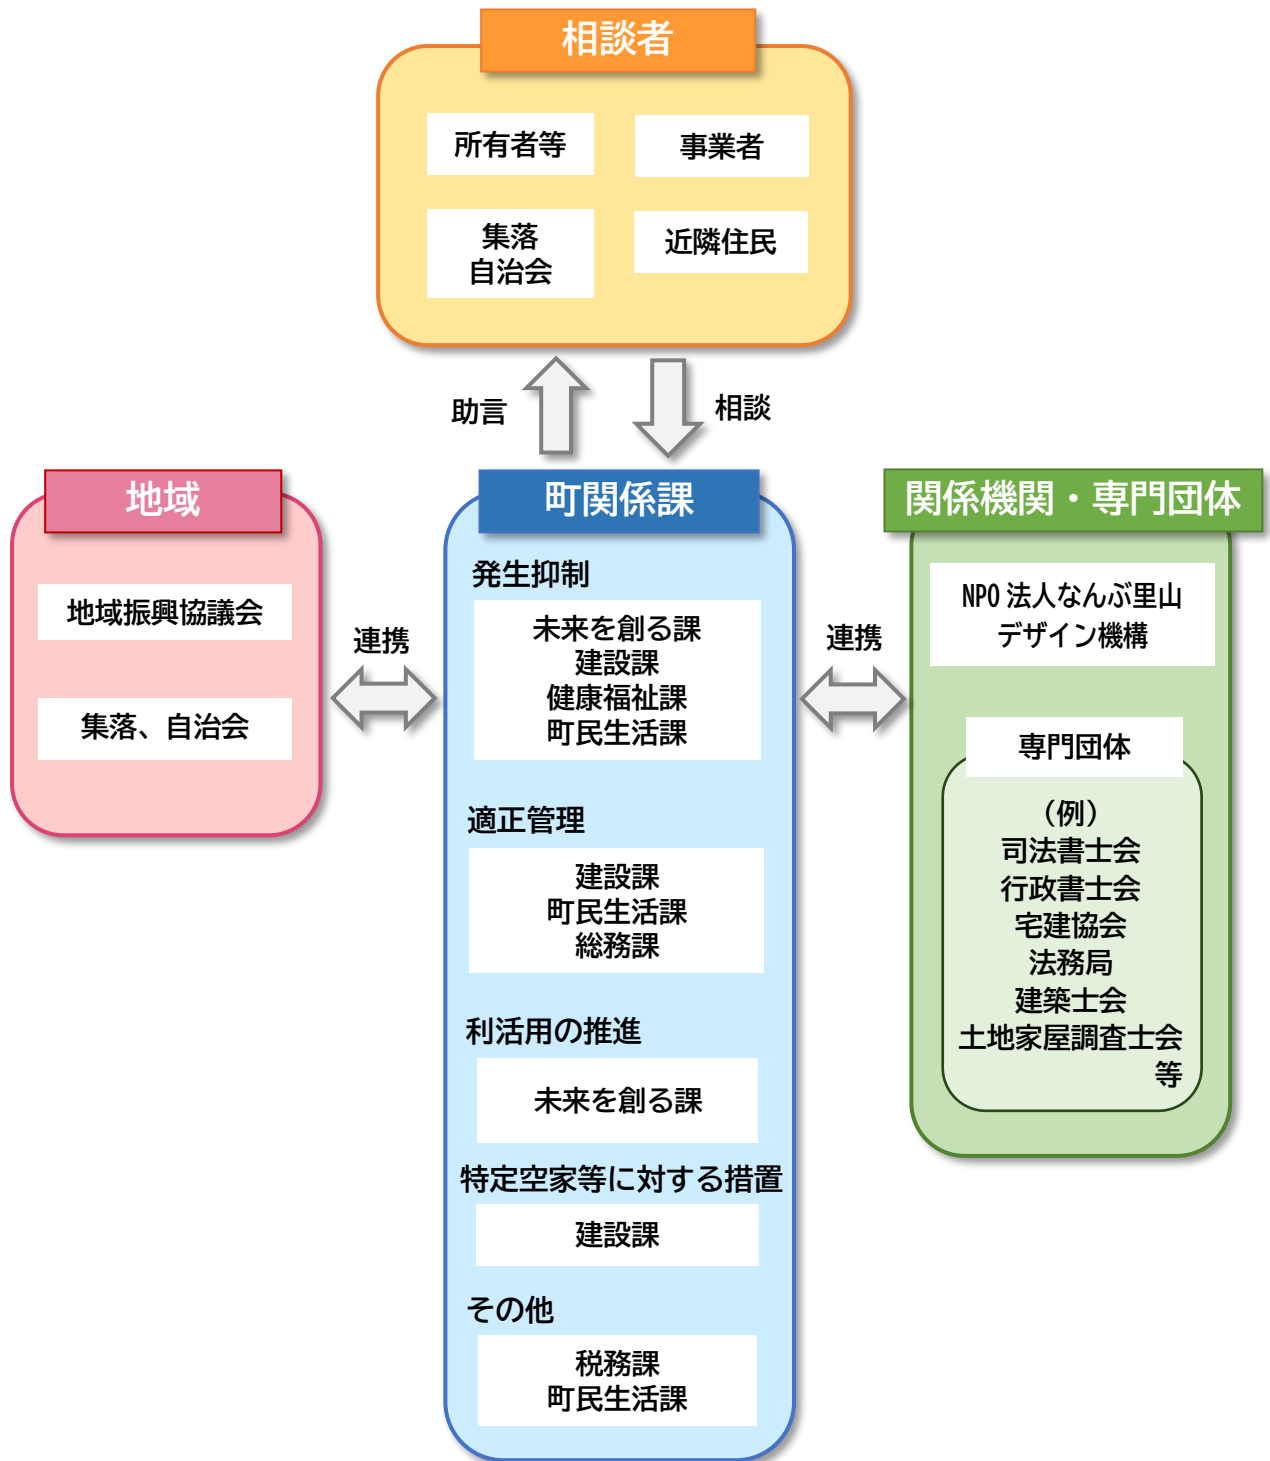 相談者
所有者等
事業者
集落
自治会
近隣住民
助言
相談
地域
地域振興協議会
集落、自治会
連携
町関係課
発生抑制
未来を創る課
建設課
健康福祉課
町民生活課
適正管理
建設課
町民生活課
総務課
利活用の推進
未来を創る課
特定空家等に対する措置
建設課
その他
税務課
町民生活課
連携
関係機関・専門団体
NPO 法人なんぶ里山
デザイン機構
専門団体
（例）
司法書士会
行政書士会
宅建協会
法務局
建築士会
土地家屋調査士会
等